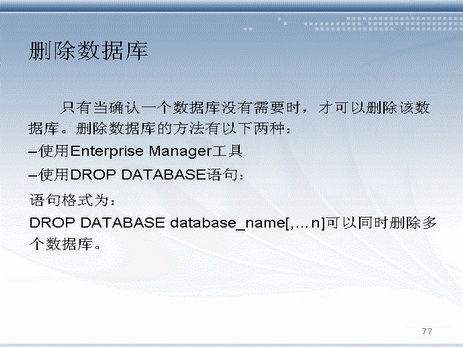 删除数据库
只有当确认一个数据库没有需要时，才可以删除该数
据库。删除数据库的方法有以下两种：
–使用Enterprise Manager工具
–使用DROP DATABASE语句：
语句格式为：
DROP DATABASE database_name[,…n]可以同时删除多
个数据库。
77